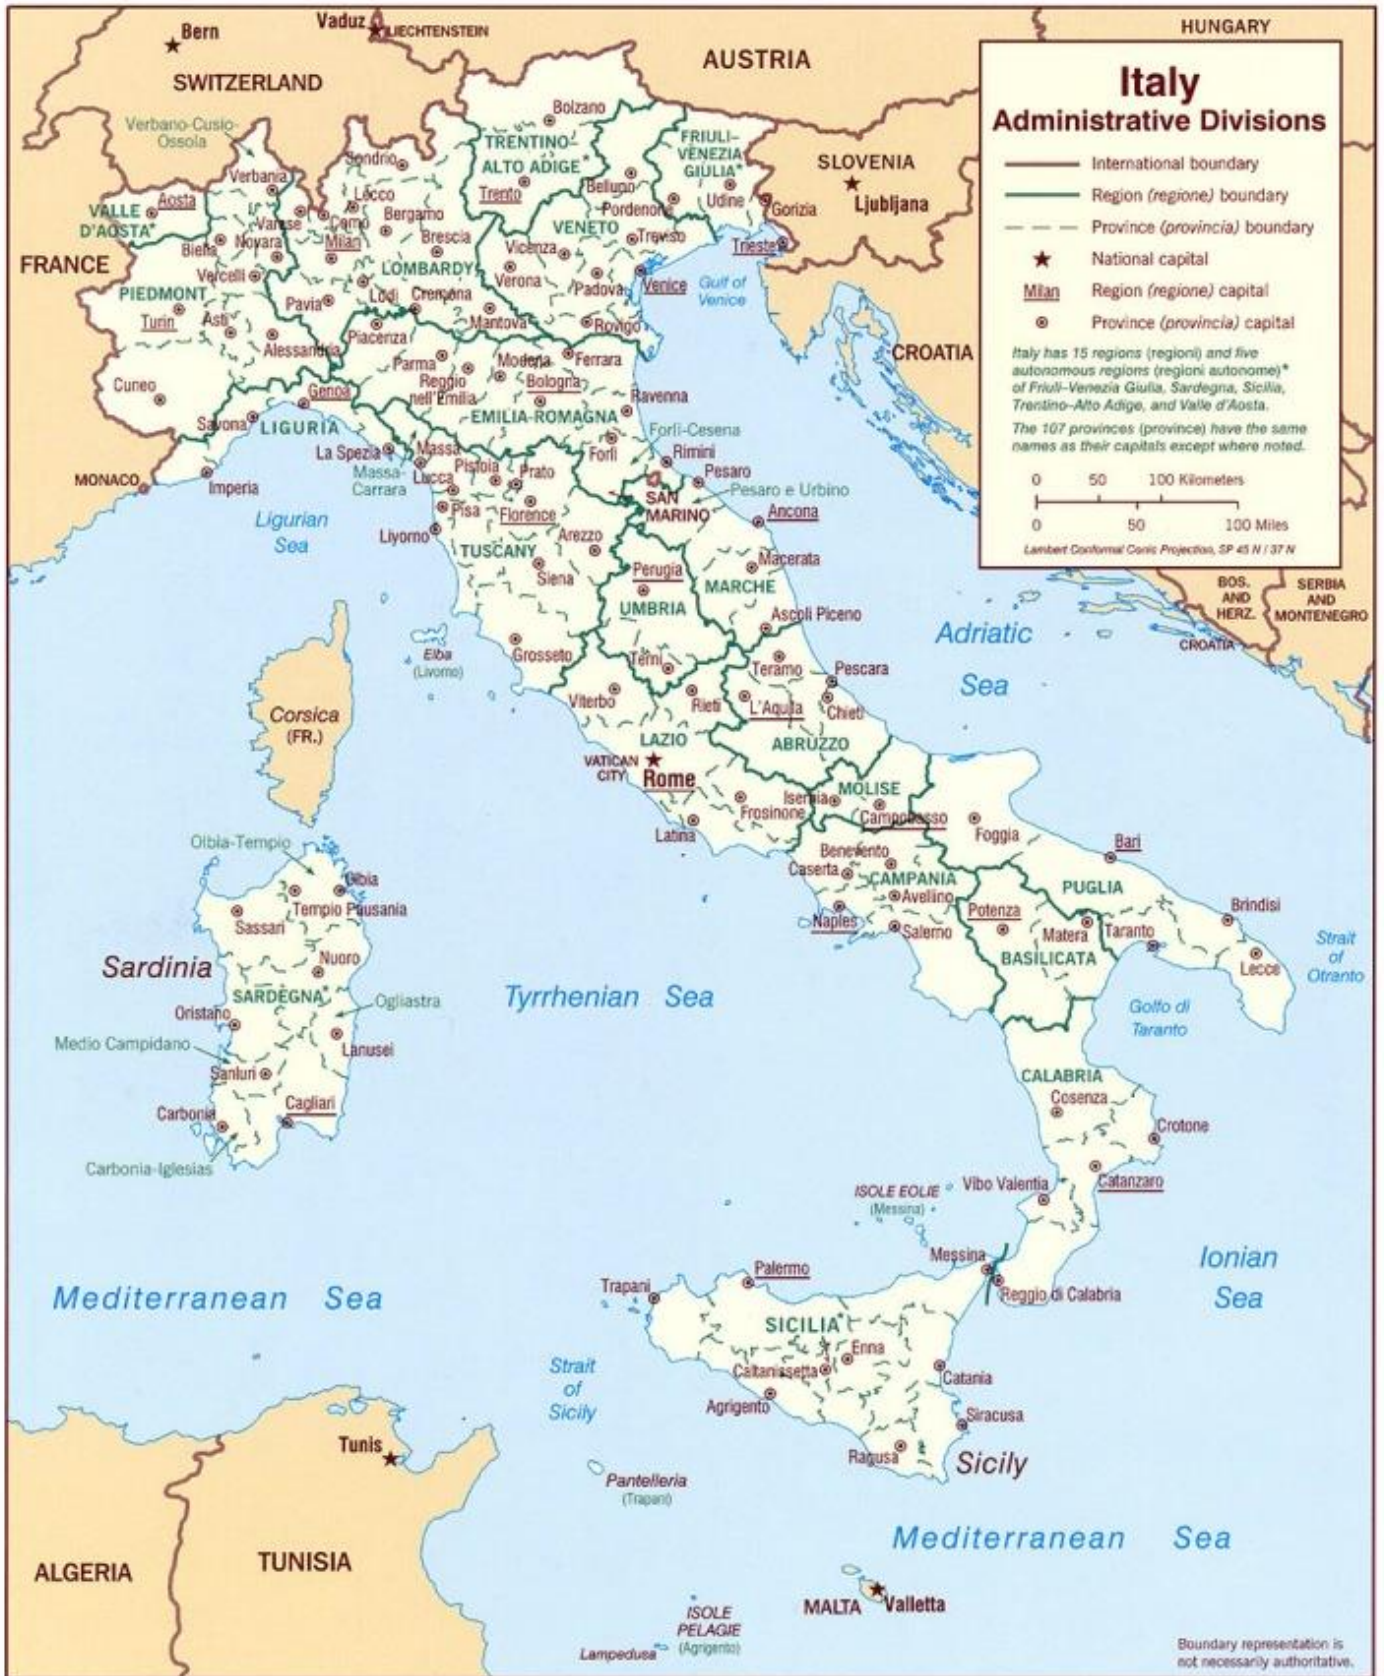 Bern
Vaduz
LIECHTENSTEIN
HUNGARY
AUSTRIA
SWITZERLAND
Italy
Administrative Divisions
International boundary
Region (regione) boundary
Province (provincia) boundary
National capital
Milan
Region (regione) capital
Province (provincia) capital
Italy has 15 regions (regioni) and five
autonomous regions (regioni autonome)*
of Friuli–Venezia Giulia, Sardegna, Sicilia,
Trentino–Alto Adige, and Valle d'Aosta.
The 107 provinces (province) have the same
names as their capitals except where noted.
0 50 100 Kilometers
0 50 100 Miles
Lambert Conformal Conic Projection, SP 45 N / 37 N
Verbano-Cusio-
Ossola
Bolzano
TRENTINO-
ALTO ADIGE*
FRIULI–
VENEZIA
GIULIA*
SLOVENIA
Ljubljana
Sondrio
Verbania
Lecco
Trento
Belluno
Pordenone
Udine
Gorizia
Aosta
VALLE
D'AOSTA*
Varese
Como
Bergamo
VENETO
Treviso
Trieste
Biella
Novara
Milan
Brescia
Vicenza
FRANCE
Vercelli
LOMBARDY
Verona
Padova
Venice
Gulf of
Venice
PIEDMONT
Turin
Asti
Pavia
Lodi
Cremona
Mantova
Rovigo
Alessandria
Piacenza
Parma
Modena
Ferrara
CROATIA
Cuneo
Genoa
Reggio
nell'Emilia
Bologna
Ravenna
Savona
LIGURIA
EMILIA-ROMAGNA
Forlì-Cesena
La Spezia
Massa
Forlì
Rimini
Massa-
Carrara
Lucca
Pistoia
Prato
Pesaro
MONACO
Imperia
Pesaro e Urbino
SAN
MARINO
Pisa
Florence
Ancona
Ligurian
Sea
Livorno
Arezzo
TUSCANY
Siena
Perugia
Macerata
MARCHE
UMBRIA
Ascoli Piceno
BOS.
AND
HERZ.
SERBIA
AND
MONTENEGRO
CROATIA
Adriatic
Sea
Elba
(Livorno)
Grosseto
Terni
Teramo
Pescara
Viterbo
Rieti
L'Aquila
Chieti
Corsica
(FR.)
LAZIO
ABRUZZO
VATICAN
CITY
Rome
MOLISE
Isernia
Frosinone
Campobasso
Latina
Foggia
Bari
Olbia-Tempio
Benevento
Caserta
CAMPANIA
Avellino
PUGLIA
Olbia
Tempio Pausania
Sassari
Naples
Salerno
Potenza
Matera
Taranto
Brindisi
Lecce
BASILICATA
Strait
of
Otranto
Sardinia
Nuoro
SARDEGNA*
Ogliastra
Oristano
Tyrrhenian Sea
Golfo di
Taranto
Medio Campidano
Lanusei
Sanluri
CALABRIA
Cosenza
Carbonia
Cagliari
Crotone
Carbonia-Iglesias
Catanzaro
Vibo Valentia
ISOLE EOLIE
(Messina)
Messina
Reggio di Calabria
Ionian
Sea
Mediterranean Sea
Trapani
Palermo
SICILIA*
Enna
Caltanissetta
Catania
Strait
of
Sicily
Agrigento
Siracusa
Ragusa
Sicily
Tunis
Pantelleria
(Trapani)
Mediterranean Sea
ALGERIA
TUNISIA
MALTA
Valletta
ISOLE
PELAGIE
(Agrigento)
Lampedusa
Boundary representation is
not necessarily authoritative.